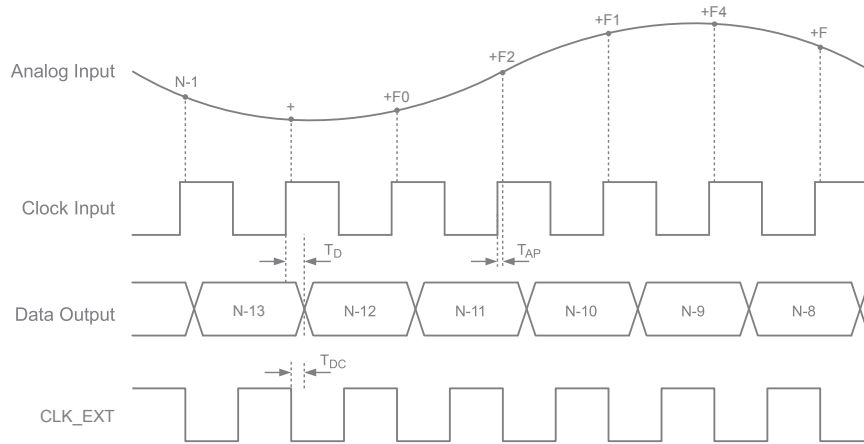 +F4
+F1
+F
+F2
Analog Input
N-1
+F0
+
Clock Input
T_D
T_AP
Data Output
N-13
N-12
N-11
N-10
N-9
N-8
T_DC
CLK_EXT